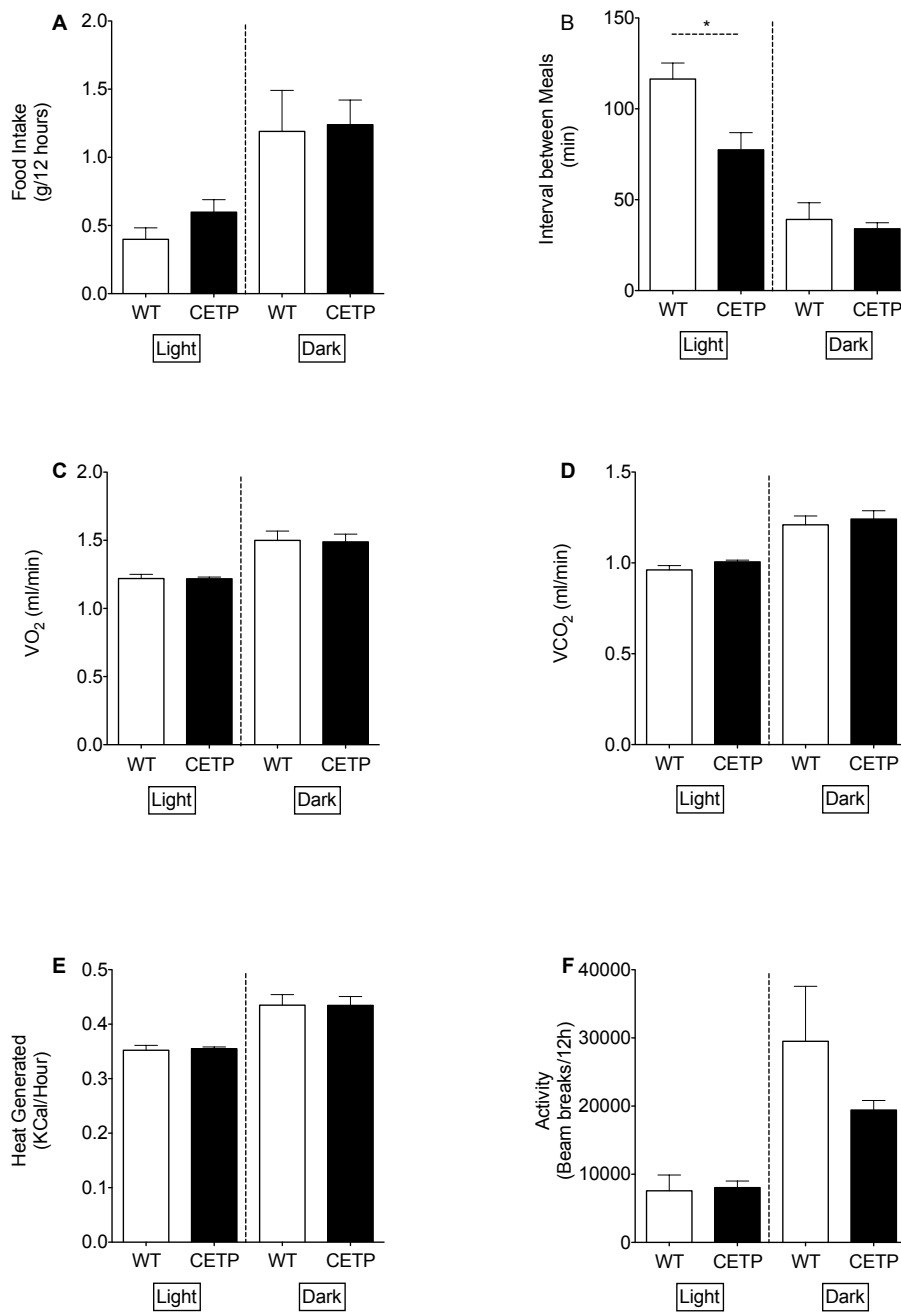 A
Food Intake
(g/12 hours)
2.0
1.5
1.0
0.5
0.0
WT CETP WT CETP
Light Dark
B
Interval between Meals
(min)
*
150
100
50
0
WT CETP WT CETP
Light Dark
C
VO2 (ml/min)
2.0
1.5
1.0
0.5
0.0
WT CETP WT CETP
Light Dark
D
VCO2 (ml/min)
1.5
1.0
0.5
0.0
WT CETP WT CETP
Light Dark
E
Heat Generated
(KCal/Hour)
0.5
0.4
0.3
0.2
0.1
0.0
WT CETP WT CETP
Light Dark
F
Activity
(Beam breaks/12h)
40000
30000
20000
10000
0
WT CETP WT CETP
Light Dark